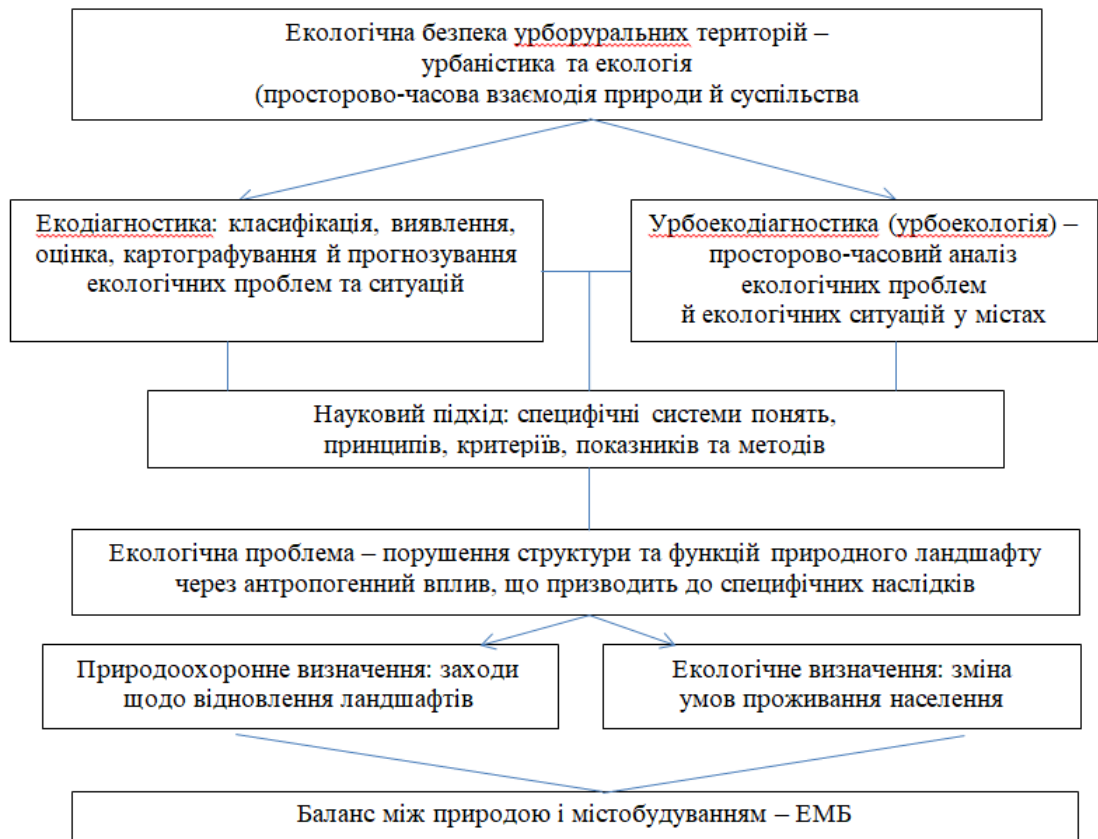 Екологічна безпека урборуральних територій –
урбаністика та екологія
(просторово-часова взаємодія природи й суспільства
Екодіагностика: класифікація, виявлення,
оцінка, картографування й прогнозування
екологічних проблем та ситуацій
Урбоекодіагностика (урбоекологія) –
просторово-часовий аналіз
екологічних проблем
й екологічних ситуацій у містах
Науковий підхід: специфічні системи понять,
принципів, критеріїв, показників та методів
Екологічна проблема – порушення структури та функцій природного ландшафту
через антропогенний вплив, що призводить до специфічних наслідків
Природоохоронне визначення: заходи
щодо відновлення ландшафтів
Екологічне визначення: зміна
умов проживання населення
Баланс між природою і містобудуванням – ЕМБ